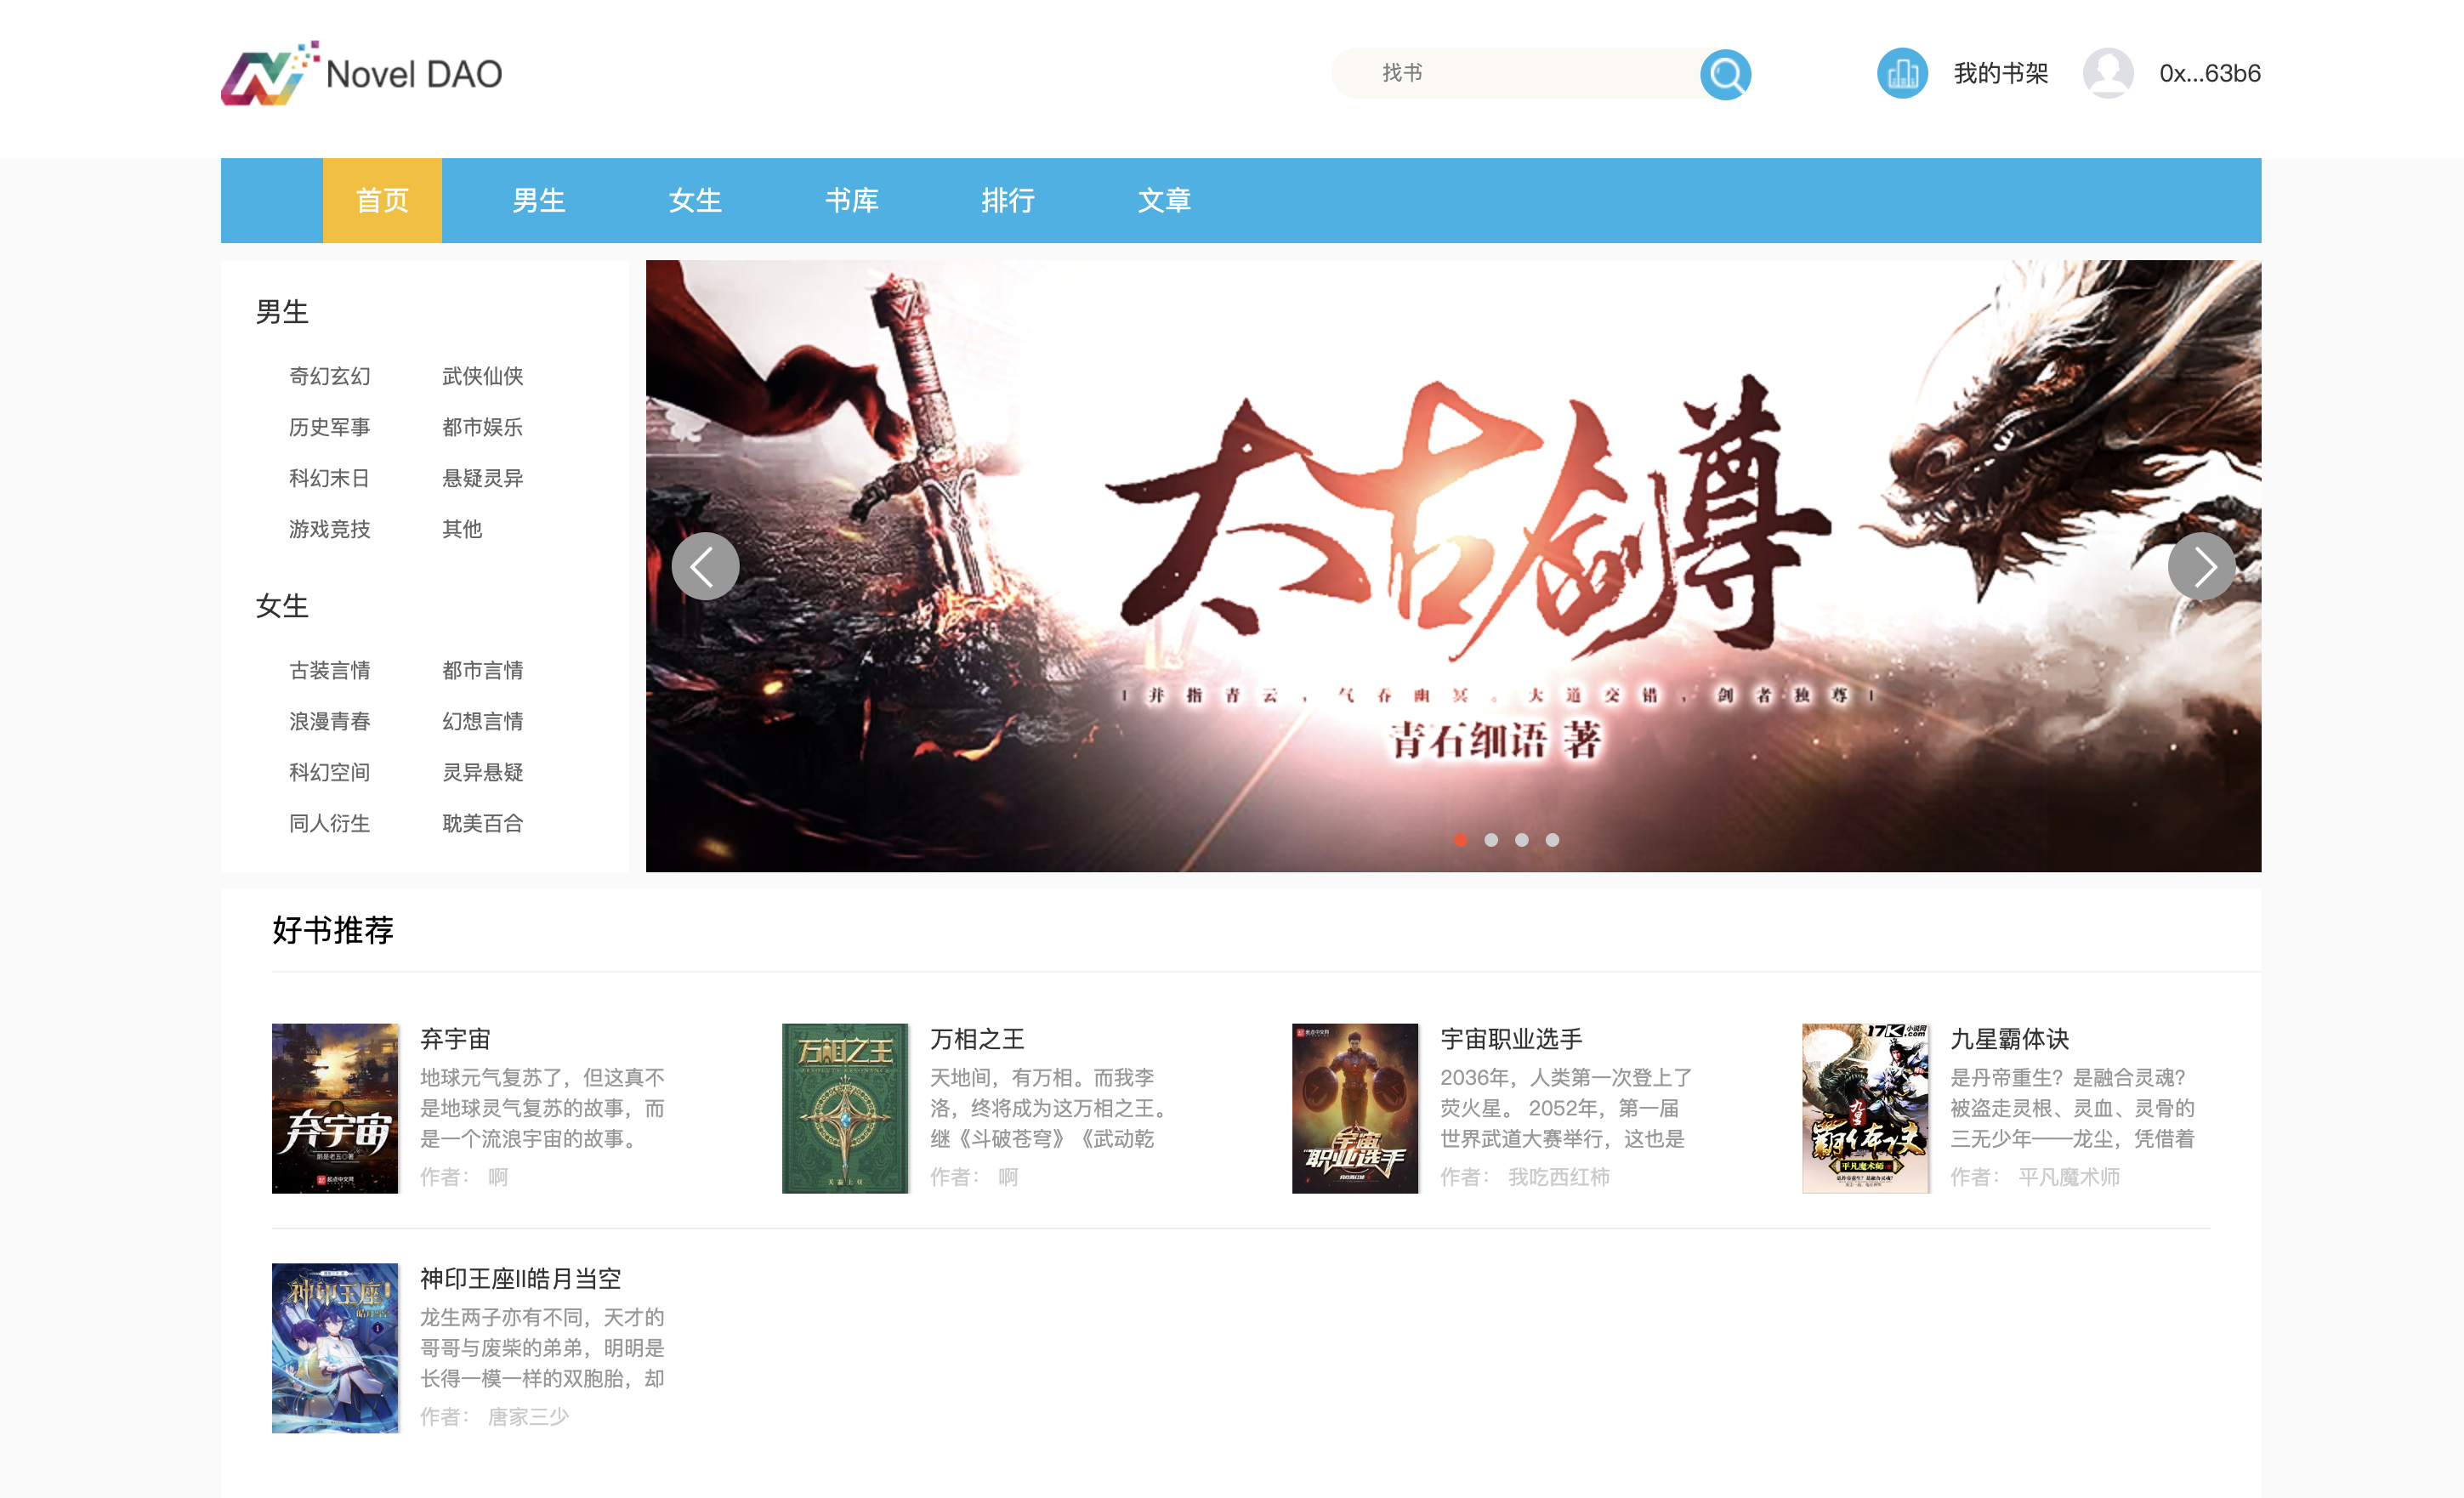 Novel DAO
找书
我的书架
0x...63b6
首页 男生 女生 书库 排行 文章
男生
奇幻玄幻 武侠仙侠
历史军事 都市娱乐
科幻末日 悬疑灵异
游戏竞技 其他
女生
古装言情 都市言情
浪漫青春 幻想言情
科幻空间 灵异悬疑
同人衍生 耽美百合
太古剑尊
并指青云，气吞幽冥。大道交错，剑者独尊
青石细语 著
好书推荐
弃宇宙
弃宇宙
地球元气复苏了，但这真不
是地球灵气复苏的故事，而
是一个流浪宇宙的故事。
作者： 啊
万相之王
万相之王
天地间，有万相。而我李
洛，终将成为这万相之王。
继《斗破苍穹》《武动乾
作者： 啊
宇宙职业选手
宇宙职业选手
2036年，人类第一次登上了
荧火星。 2052年，第一届
世界武道大赛举行，这也是
作者： 我吃西红柿
17K小说网
.com
九星霸体诀
平凡魔术师
九星霸体诀
是丹帝重生？是融合灵魂？
被盗走灵根、灵血、灵骨的
三无少年——龙尘，凭借着
作者： 平凡魔术师
神印王座
神印王座II皓月当空
龙生两子亦有不同，天才的
哥哥与废柴的弟弟，明明是
长得一模一样的双胞胎，却
作者： 唐家三少